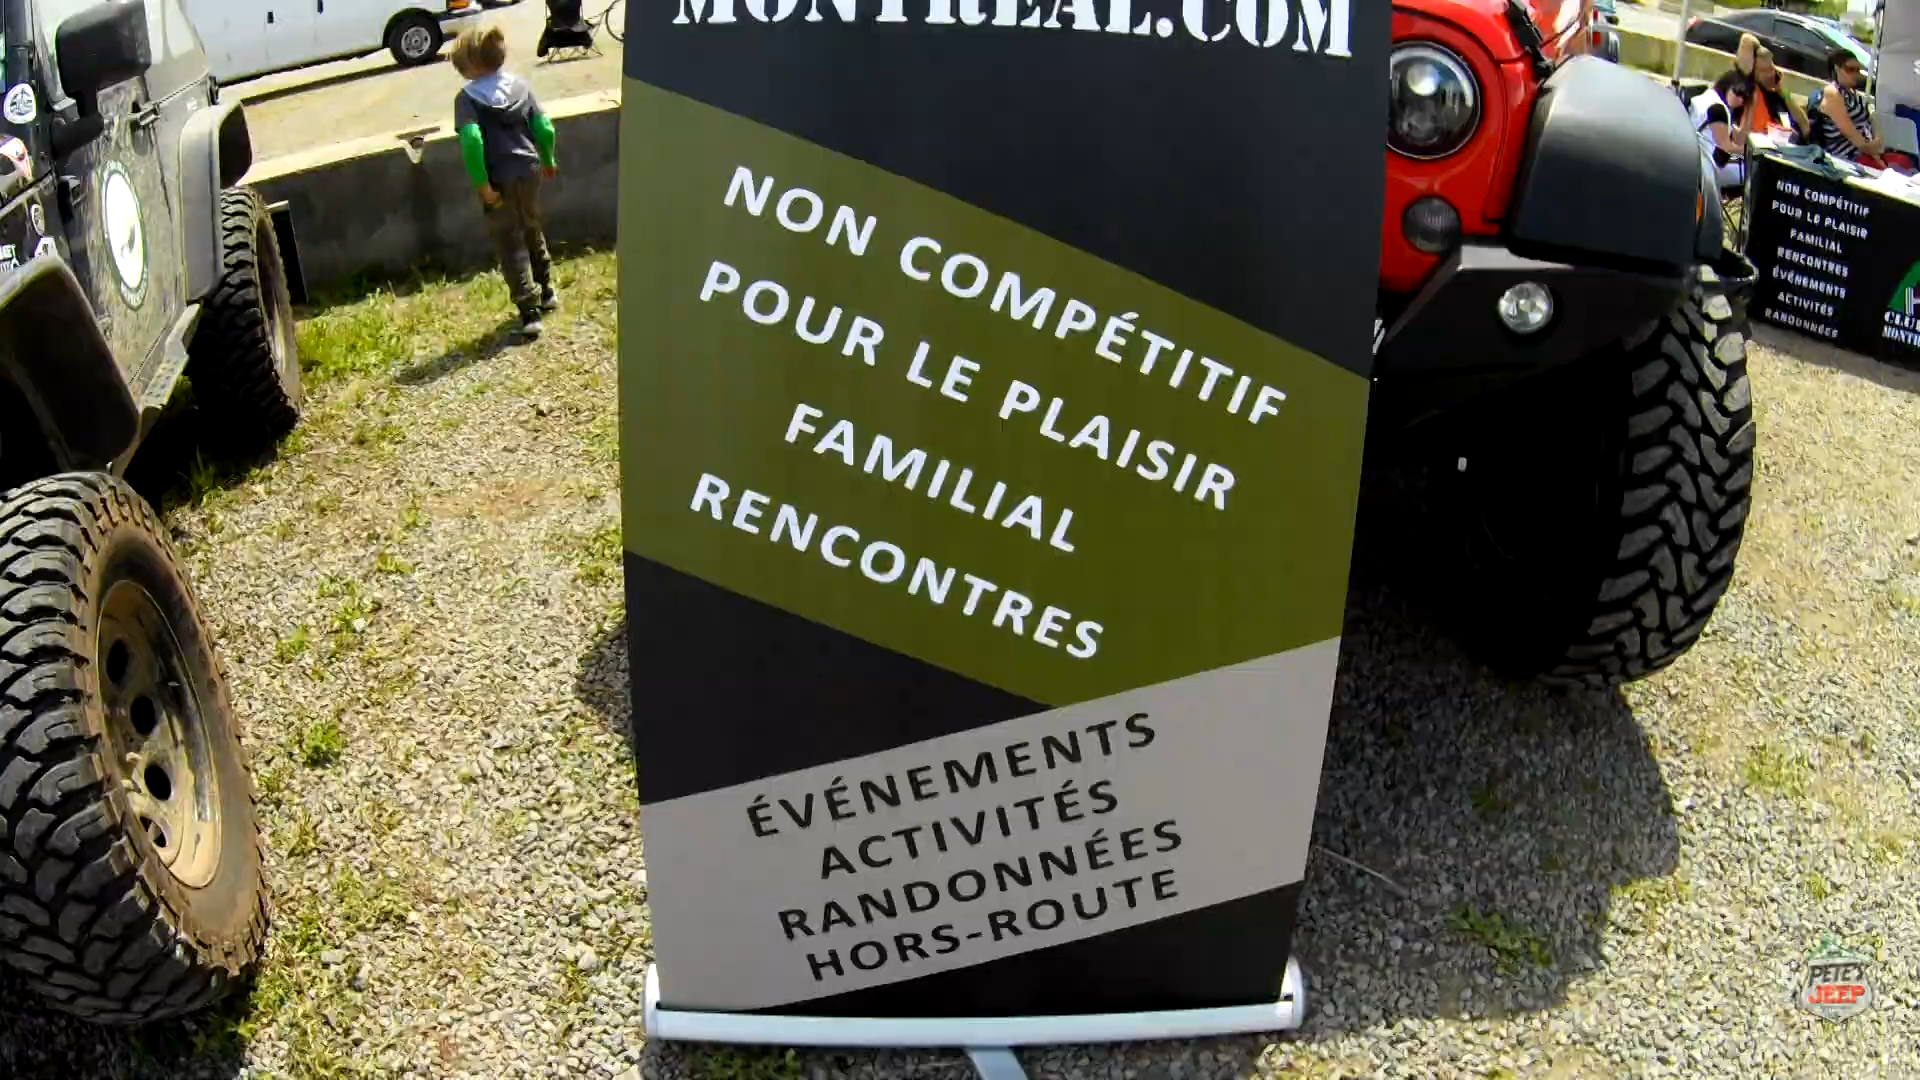 MONTREAL.COM
NON COMPÉTITIF
POUR LE PLAISIR
FAMILIAL
RENCONTRES
ÉVÉNEMENTS
ACTIVITÉS
RANDONNÉES
HORS-ROUTE
NON COMPÉTITIF
POUR LE PLAISIR
FAMILIAL
RENCONTRES
ÉVÉNEMENTS
ACTIVITÉS
RANDONNÉES
PETE'S
JEEP